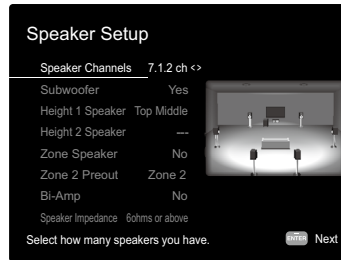 Speaker Setup
Speaker Channels 7.1.2 ch <>
Subwoofer Yes
Height 1 Speaker Top Middle
Height 2 Speaker ---
Zone Speaker No
Zone 2 Preout Zone 2
Bi-Amp No
Speaker Impedance 6ohms or above
Select how many speakers you have. ENTER Next